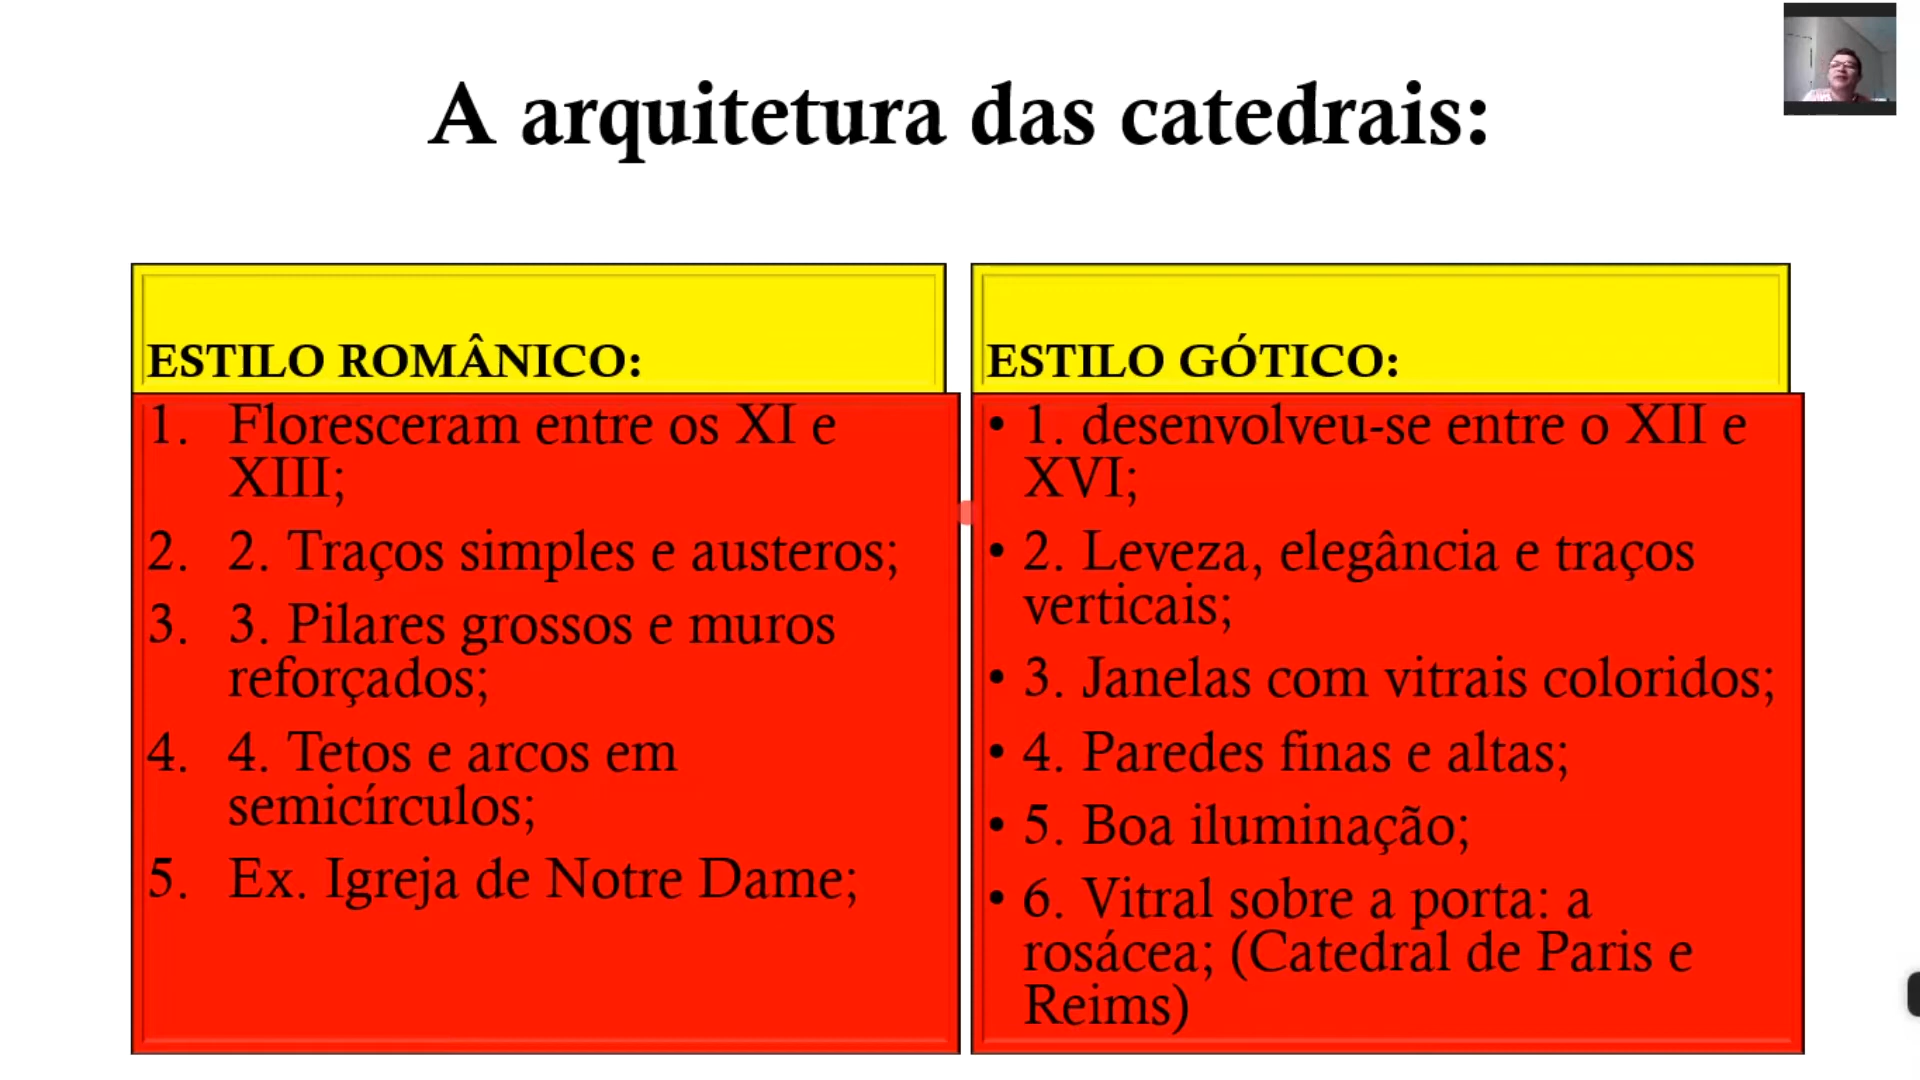 A arquitetura das catedrais:
ESTILO ROMÂNICO:
1. Floresceram entre os XI e
XIII;
2. 2. Traços simples e austeros;
3. 3. Pilares grossos e muros
reforçados;
4. 4. Tetos e arcos em
semicírculos;
5. Ex. Igreja de Notre Dame;
ESTILO GÓTICO:
• 1. desenvolveu-se entre o XII e
XVI;
• 2. Leveza, elegância e traços
verticais;
• 3. Janelas com vitrais coloridos;
• 4. Paredes finas e altas;
• 5. Boa iluminação;
• 6. Vitral sobre a porta: a
rosácea; (Catedral de Paris e
Reims)